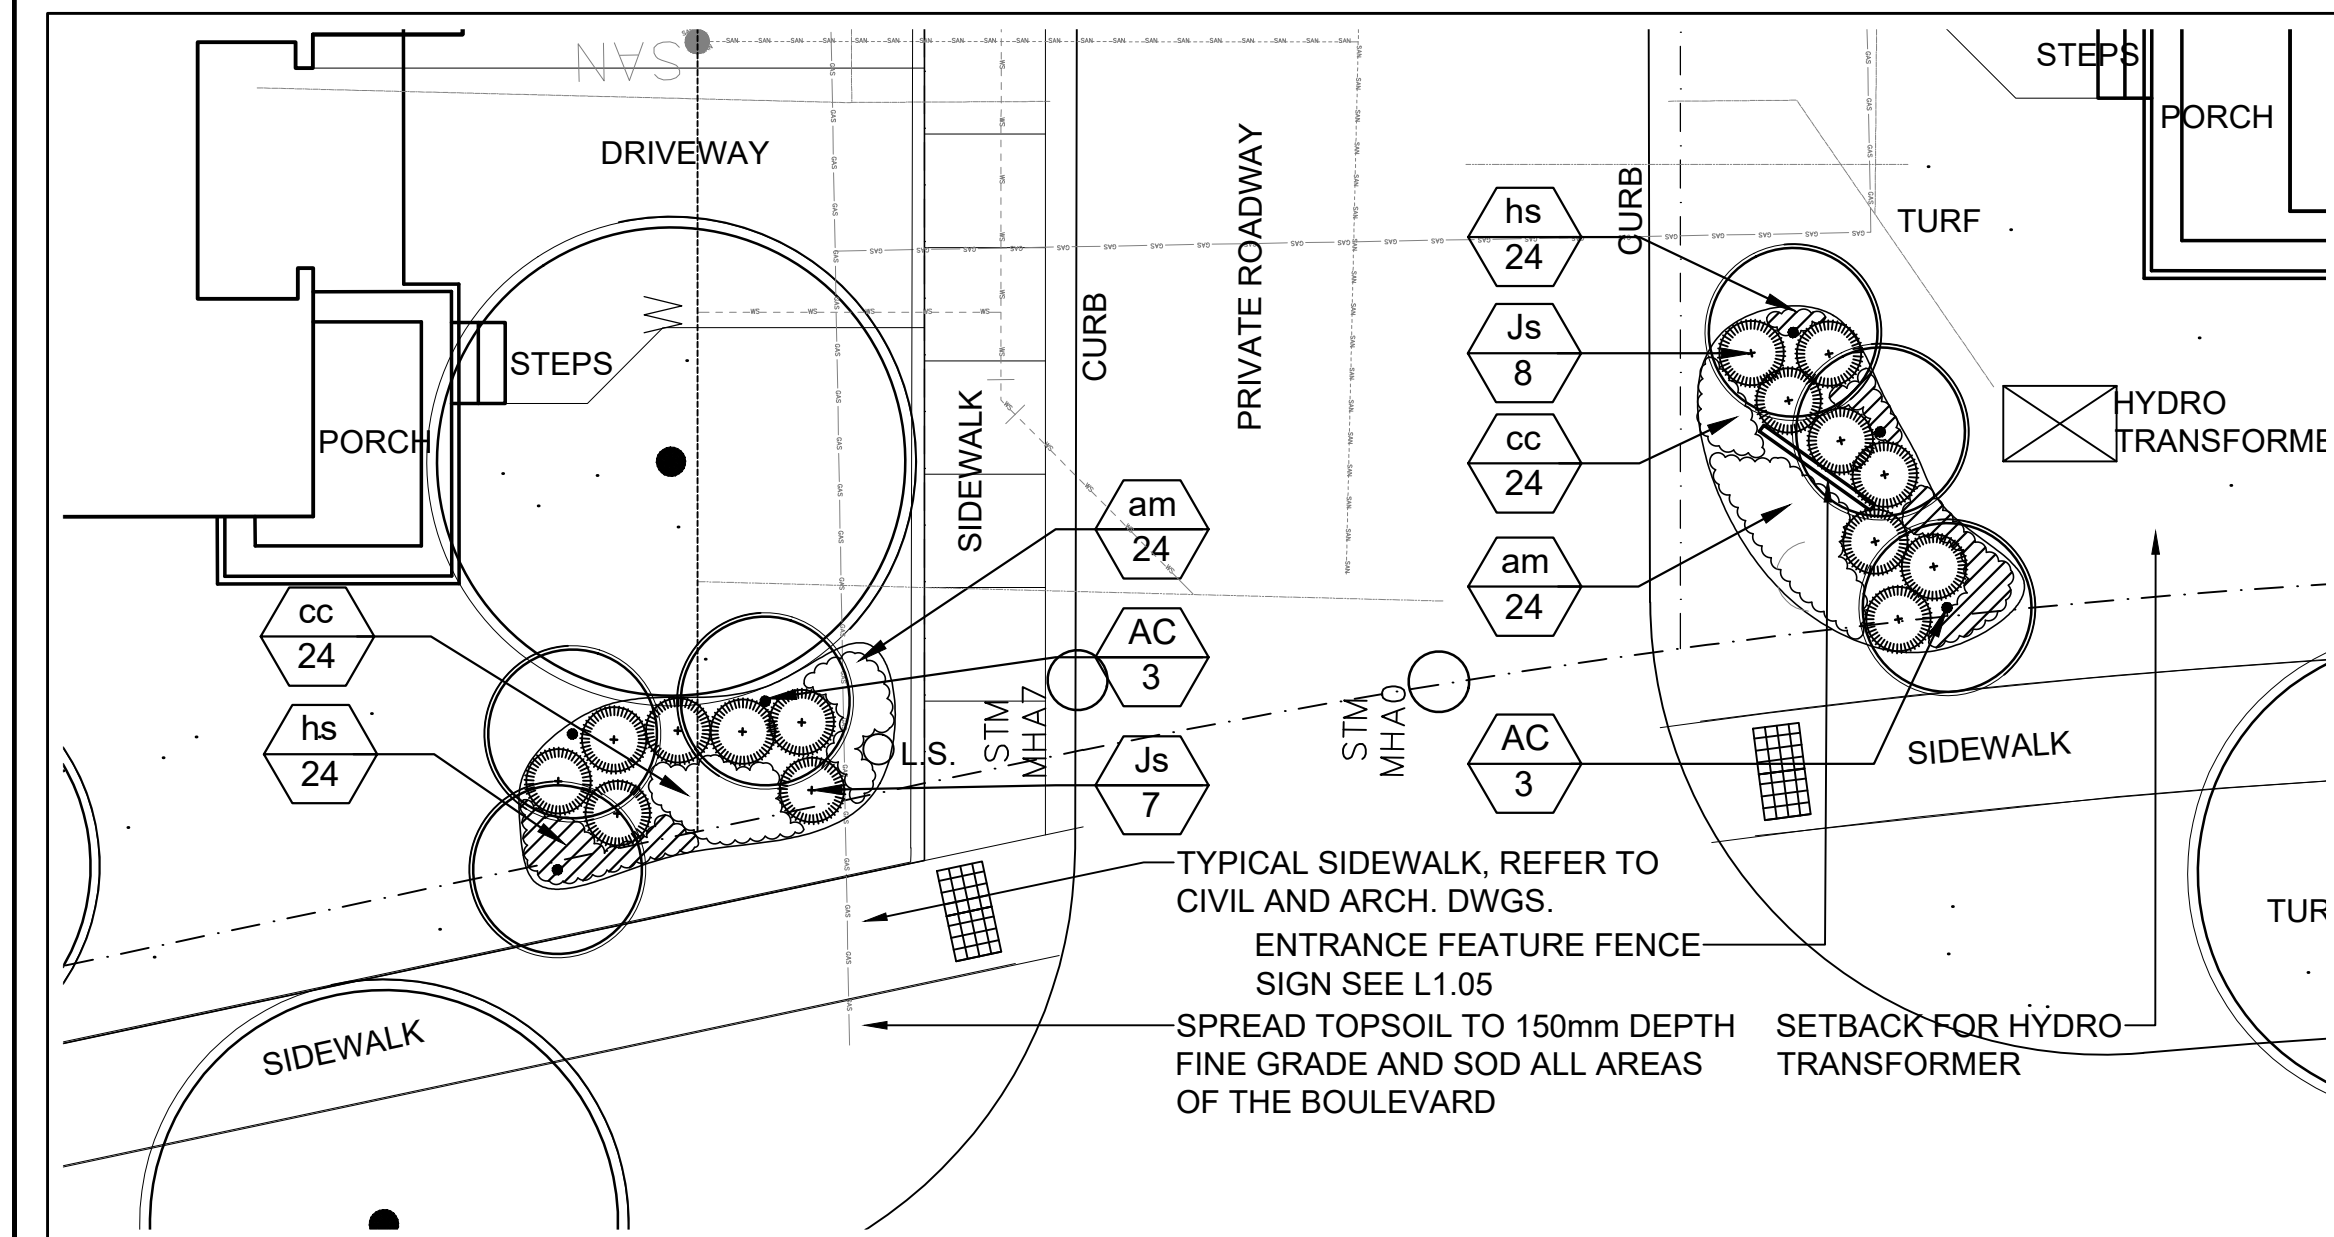 SAN
DRIVEWAY
W
STEPS
PORCH
SIDEWALK
CURB
PRIVATE ROADWAY
CURB
STEPS
PORCH
TURF
HYDRO
TRANSFORME
hs
24
Js
8
cc
24
am
24
AC
3
am
24
AC
3
Js
7
cc
24
hs
24
L.S.
STM
MHA7
STM
MHA0
SIDEWALK
SIDEWALK
TUR
TYPICAL SIDEWALK, REFER TO
CIVIL AND ARCH. DWGS.
ENTRANCE FEATURE FENCE
SIGN SEE L1.05
SPREAD TOPSOIL TO 150mm DEPTH
FINE GRADE AND SOD ALL AREAS
OF THE BOULEVARD
SETBACK FOR HYDRO
TRANSFORMER
SAN
GAS
WS